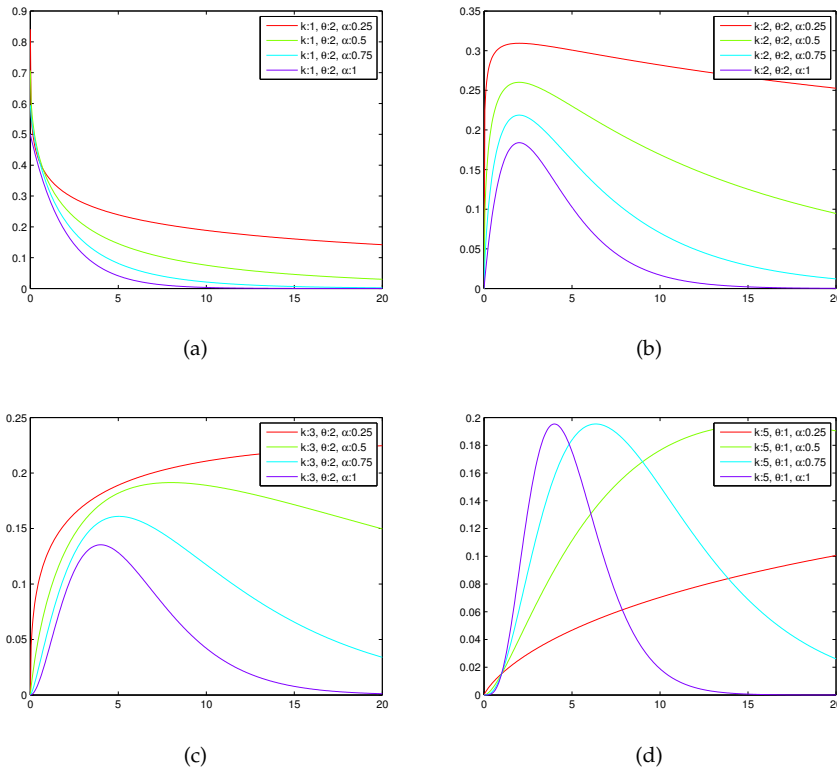 0.9
0.8
0.7
0.6
0.5
0.4
0.3
0.2
0.1
0
0 5 10 15 20
k:1, θ:2, α:0.25
k:1, θ:2, α:0.5
k:1, θ:2, α:0.75
k:1, θ:2, α:1
(a)
0.35
0.3
0.25
0.2
0.15
0.1
0.05
0
0 5 10 15 20
k:2, θ:2, α:0.25
k:2, θ:2, α:0.5
k:2, θ:2, α:0.75
k:2, θ:2, α:1
(b)
0.25
0.2
0.15
0.1
0.05
0
0 5 10 15 20
k:3, θ:2, α:0.25
k:3, θ:2, α:0.5
k:3, θ:2, α:0.75
k:3, θ:2, α:1
(c)
0.2
0.18
0.16
0.14
0.12
0.1
0.08
0.06
0.04
0.02
0
0 5 10 15 20
k:5, θ:1, α:0.25
k:5, θ:1, α:0.5
k:5, θ:1, α:0.75
k:5, θ:1, α:1
(d)